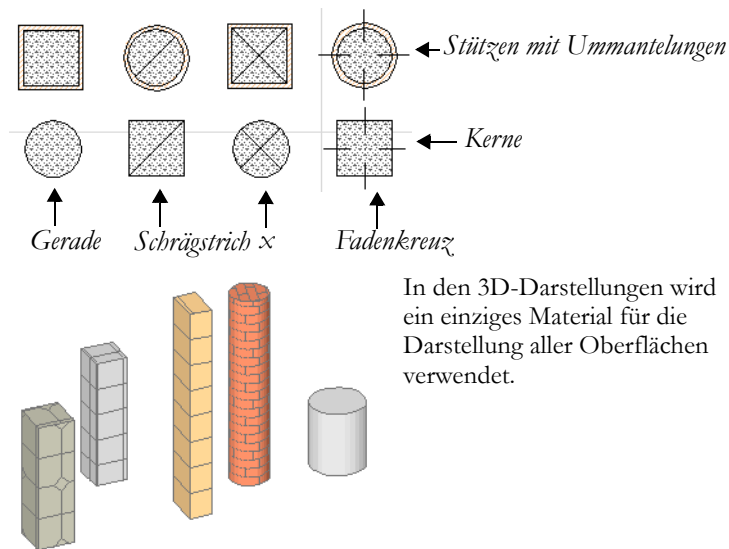 Stützen mit Ummantelungen
Kerne
Gerade Schrägstrich x Fadenkreuz
In den 3D-Darstellungen wird
ein einziges Material für die
Darstellung aller Oberflächen
verwendet.